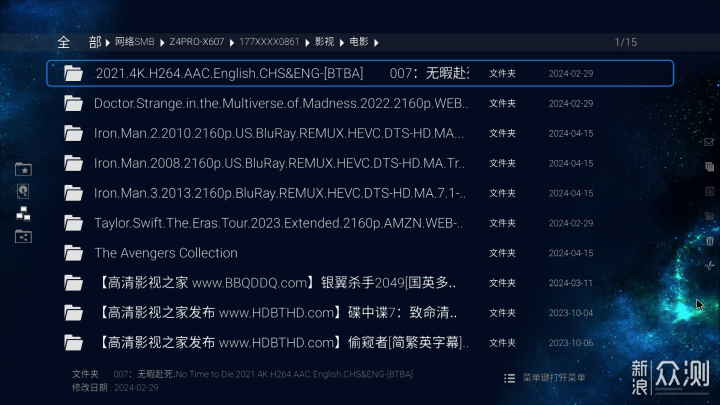 全 部 网络SMB Z4PRO-X607 177XXXX0861 影视 电影 1/15
.2021.4K.H264.AAC.English.CHS&ENG-[BTBA] 007：无暇赴死 文件夹 2024-02-29
Doctor.Strange.in.the.Multiverse.of.Madness.2022.2160p.WEB.. 文件夹 2024-02-29
Iron.Man.2.2010.2160p.US.BluRay.REMUX.HEVC.DTS-HD.MA... 文件夹 2024-04-15
Iron.Man.2008.2160p.US.BluRay.REMUX.HEVC.DTS-HD.MA.Tr.. 文件夹 2024-04-15
Iron.Man.3.2013.2160p.BluRay.REMUX.HEVC.DTS-HD.MA.7.1-.. 文件夹 2024-04-15
Taylor.Swift.The.Eras.Tour.2023.Extended.2160p.AMZN.WEB-.. 文件夹 2024-02-29
The Avengers Collection 文件夹 2024-04-15
【高清影视之家 www.BBQDDQ.com】银翼杀手2049[国英多.. 文件夹 2024-03-11
【高清影视之家发布 www.HDBTHD.com】碟中谍7：致命清.. 文件夹 2023-10-04
【高清影视之家发布 www.HDBTHD.com】偷窥者[简繁英字幕].. 文件夹 2023-10-06
文件夹 007：无暇赴死.No Time to Die.2021.4K.H264.AAC.English.CHS&ENG-[BTBA]
修改日期 : 2024-02-29
菜单键打开菜单
新浪 众测